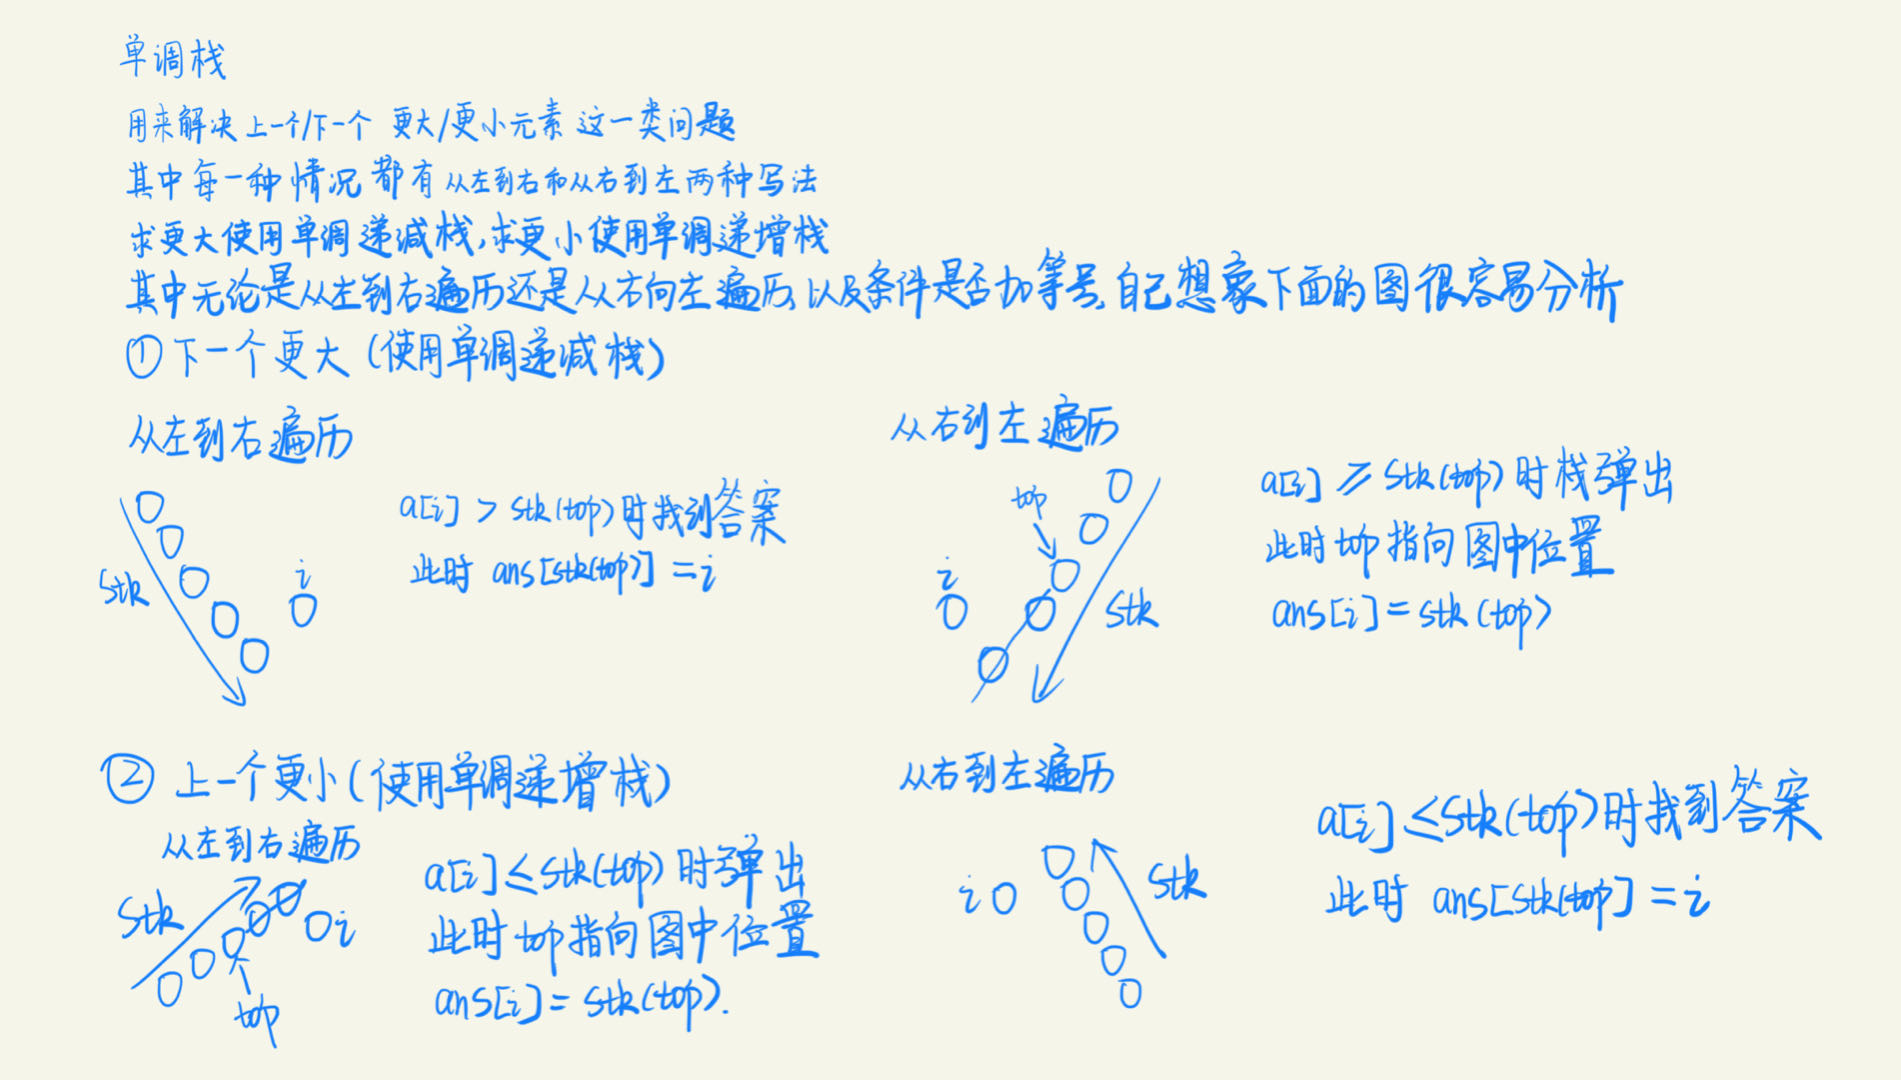 单调栈
用来解决上一个/下一个 更大/更小元素 这一类问题
其中每一种情况都有从左到右和从右到左两种写法
求更大使用单调递减栈,求更小使用单调递增栈
其中无论是从左到右遍历还是从右向左遍历,以及条件是否加等号,自己想象下面的图很容易分析
①下一个更大(使用单调递减栈)
从左到右遍历
stk
i
a[i] > stk(top)时找到答案
此时 ans[stk(top)] = i
从右到左遍历
top
i
stk
a[i] ≥ stk(top)时栈弹出
此时top指向图中位置
ans[i] = stk(top)
②上一个更小(使用单调递增栈)
从左到右遍历
stk
i
top
a[i] ≤ stk(top)时弹出
此时top指向图中位置
ans[i] = stk(top).
从右到左遍历
i
stk
a[i] ≤ stk(top)时找到答案
此时 ans[stk(top)] = i